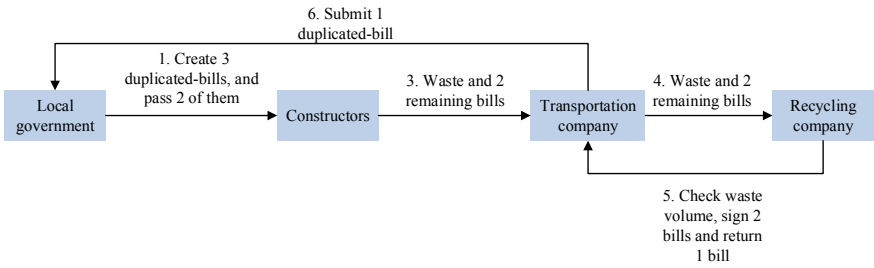 6. Submit 1
duplicated-bill
1. Create 3
duplicated-bills, and
pass 2 of them
3. Waste and 2
remaining bills
4. Waste and 2
remaining bills
Local
government
Constructors
Transportation
company
Recycling
company
5. Check waste
volume, sign 2
bills and return
1 bill